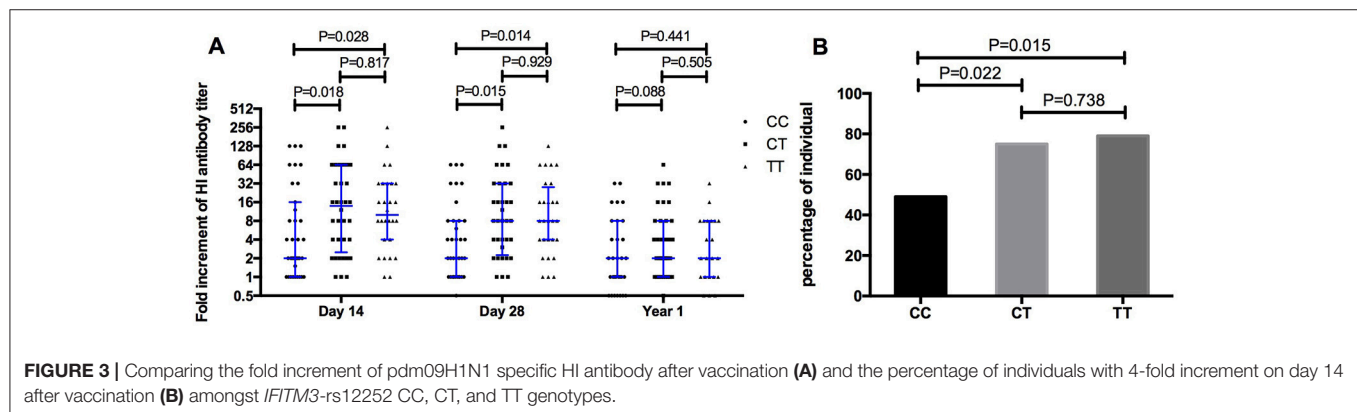 A
P=0.028
P=0.817
P=0.018
P=0.014
P=0.929
P=0.015
P=0.441
P=0.505
P=0.088
Fold increment of HI antibody titer
512
256
128
64
32
16
8
4
2
1
0.5
Day 14
Day 28
Year 1
CC
CT
TT
B
P=0.015
P=0.022
P=0.738
percentage of individual
100
80
60
40
20
0
CC
CT
TT
FIGURE 3 | Comparing the fold increment of pdm09H1N1 specific HI antibody after vaccination (A) and the percentage of individuals with 4-fold increment on day 14
after vaccination (B) amongst IFITM3-rs12252 CC, CT, and TT genotypes.